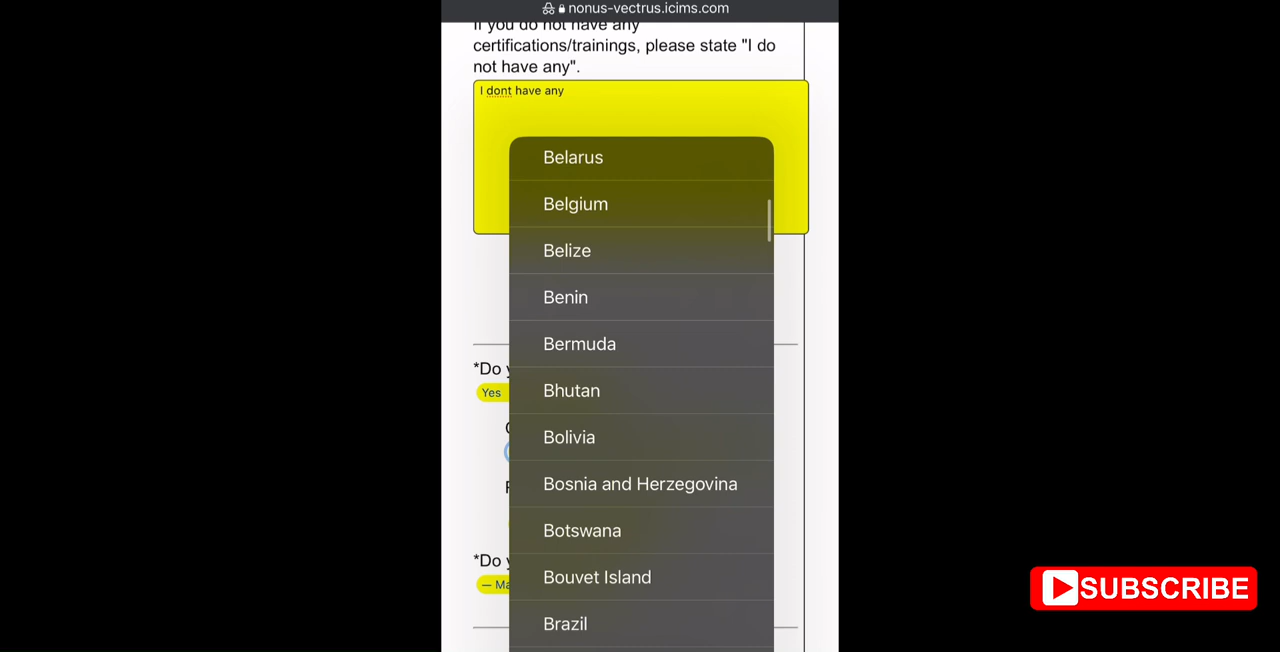 nonus-vectrus.icims.com
If you do not have any
certifications/trainings, please state "I do
not have any".
I dont have any
Belarus
Belgium
Belize
Benin
Bermuda
*Do y
Bhutan
Yes
Bolivia
Bosnia and Herzegovina
Botswana
*Do y
Bouvet Island
— Ma
SUBSCRIBE
Brazil